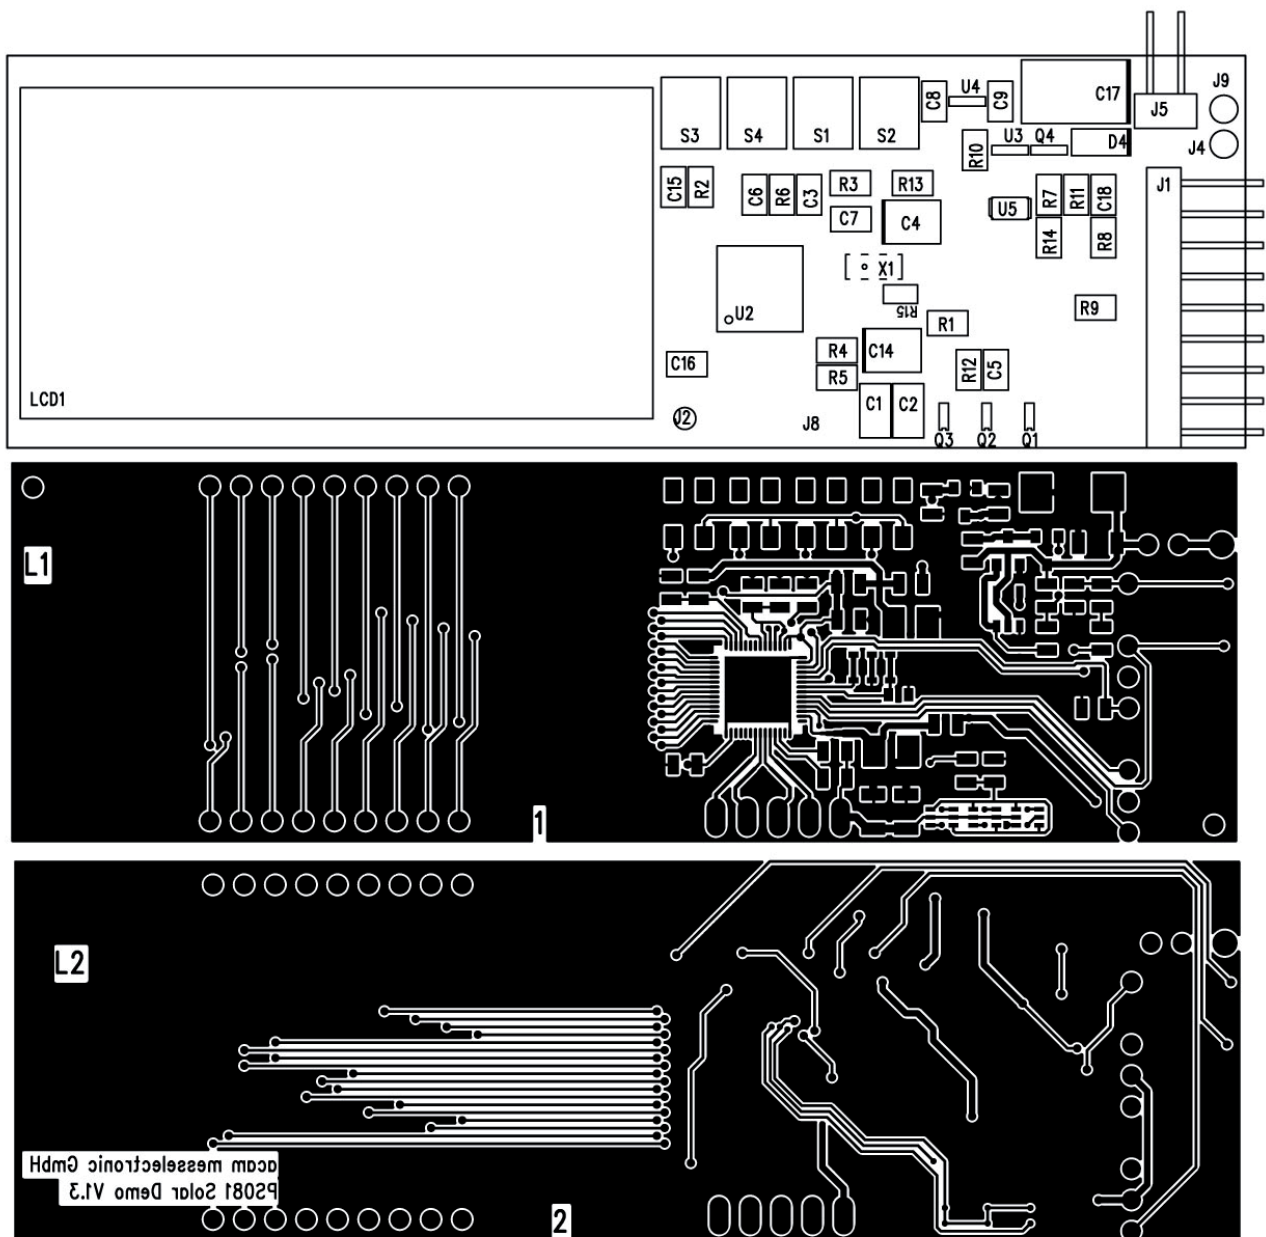 J9
U4
C8
C9
C17
J5
S3
S4
S1
S2
U3
Q4
D4
J4
R10
C15
R2
C6
R6
C3
R3
R13
R7
R11
C18
J1
U5
C7
C4
R14
R8
X1
U2
R15
R9
R1
R4
C14
C16
R5
R12
C5
LCD1
C1
C2
J2
J8
Q3
Q2
Q1
L1
1
L2
acam messelectronic GmbH
PS081 Solar Demo V1.3
2